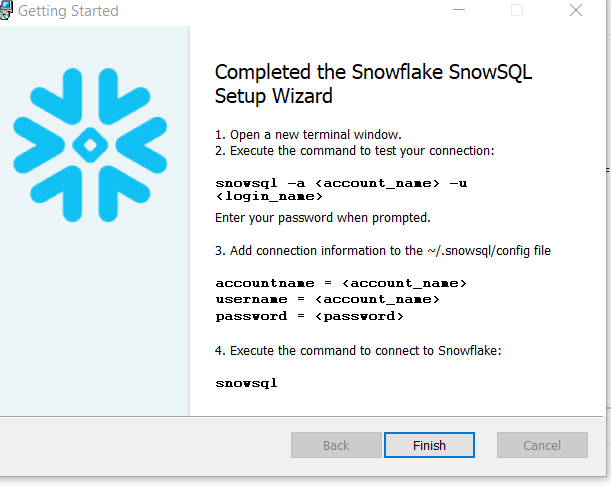 Getting Started
Completed the Snowflake SnowSQL
Setup Wizard
1. Open a new terminal window.
2. Execute the command to test your connection:
snowsql -a <account_name> -u
<login_name>
Enter your password when prompted.
3. Add connection information to the ~/.snowsql/config file
accountname = <account_name>
username = <account_name>
password = <password>
4. Execute the command to connect to Snowflake:
snowsql
Back Finish Cancel